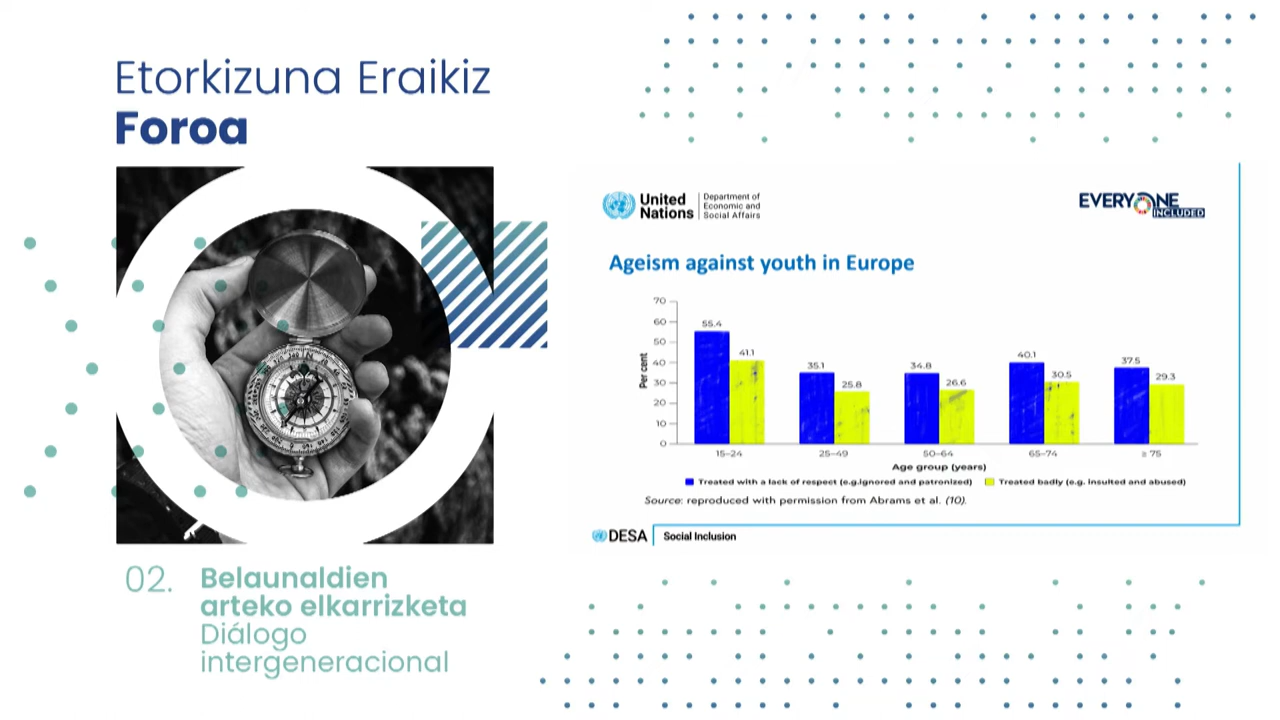 Etorkizuna Eraikiz
Foroa
United
Nations
Department of
Economic and
Social Affairs
EVERYONE
INCLUDED
Ageism against youth in Europe
Per cent
70
60
50
40
30
20
10
0
55.4
41.1
35.1
25.8
34.8
26.6
40.1
30.5
37.5
29.3
15–24
25–49
50–64
65–74
≥ 75
Age group (years)
Treated with a lack of respect (e.g.ignored and patronized)
Treated badly (e.g. insulted and abused)
Source: reproduced with permission from Abrams et al. (10).
DESA
Social Inclusion
02.
Belaunaldien
arteko elkarrizketa
Diálogo
intergeneracional